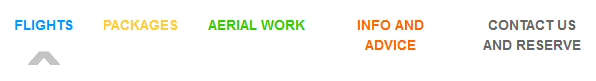 FLIGHTS
PACKAGES
AERIAL WORK
INFO AND
ADVICE
CONTACT US
AND RESERVE